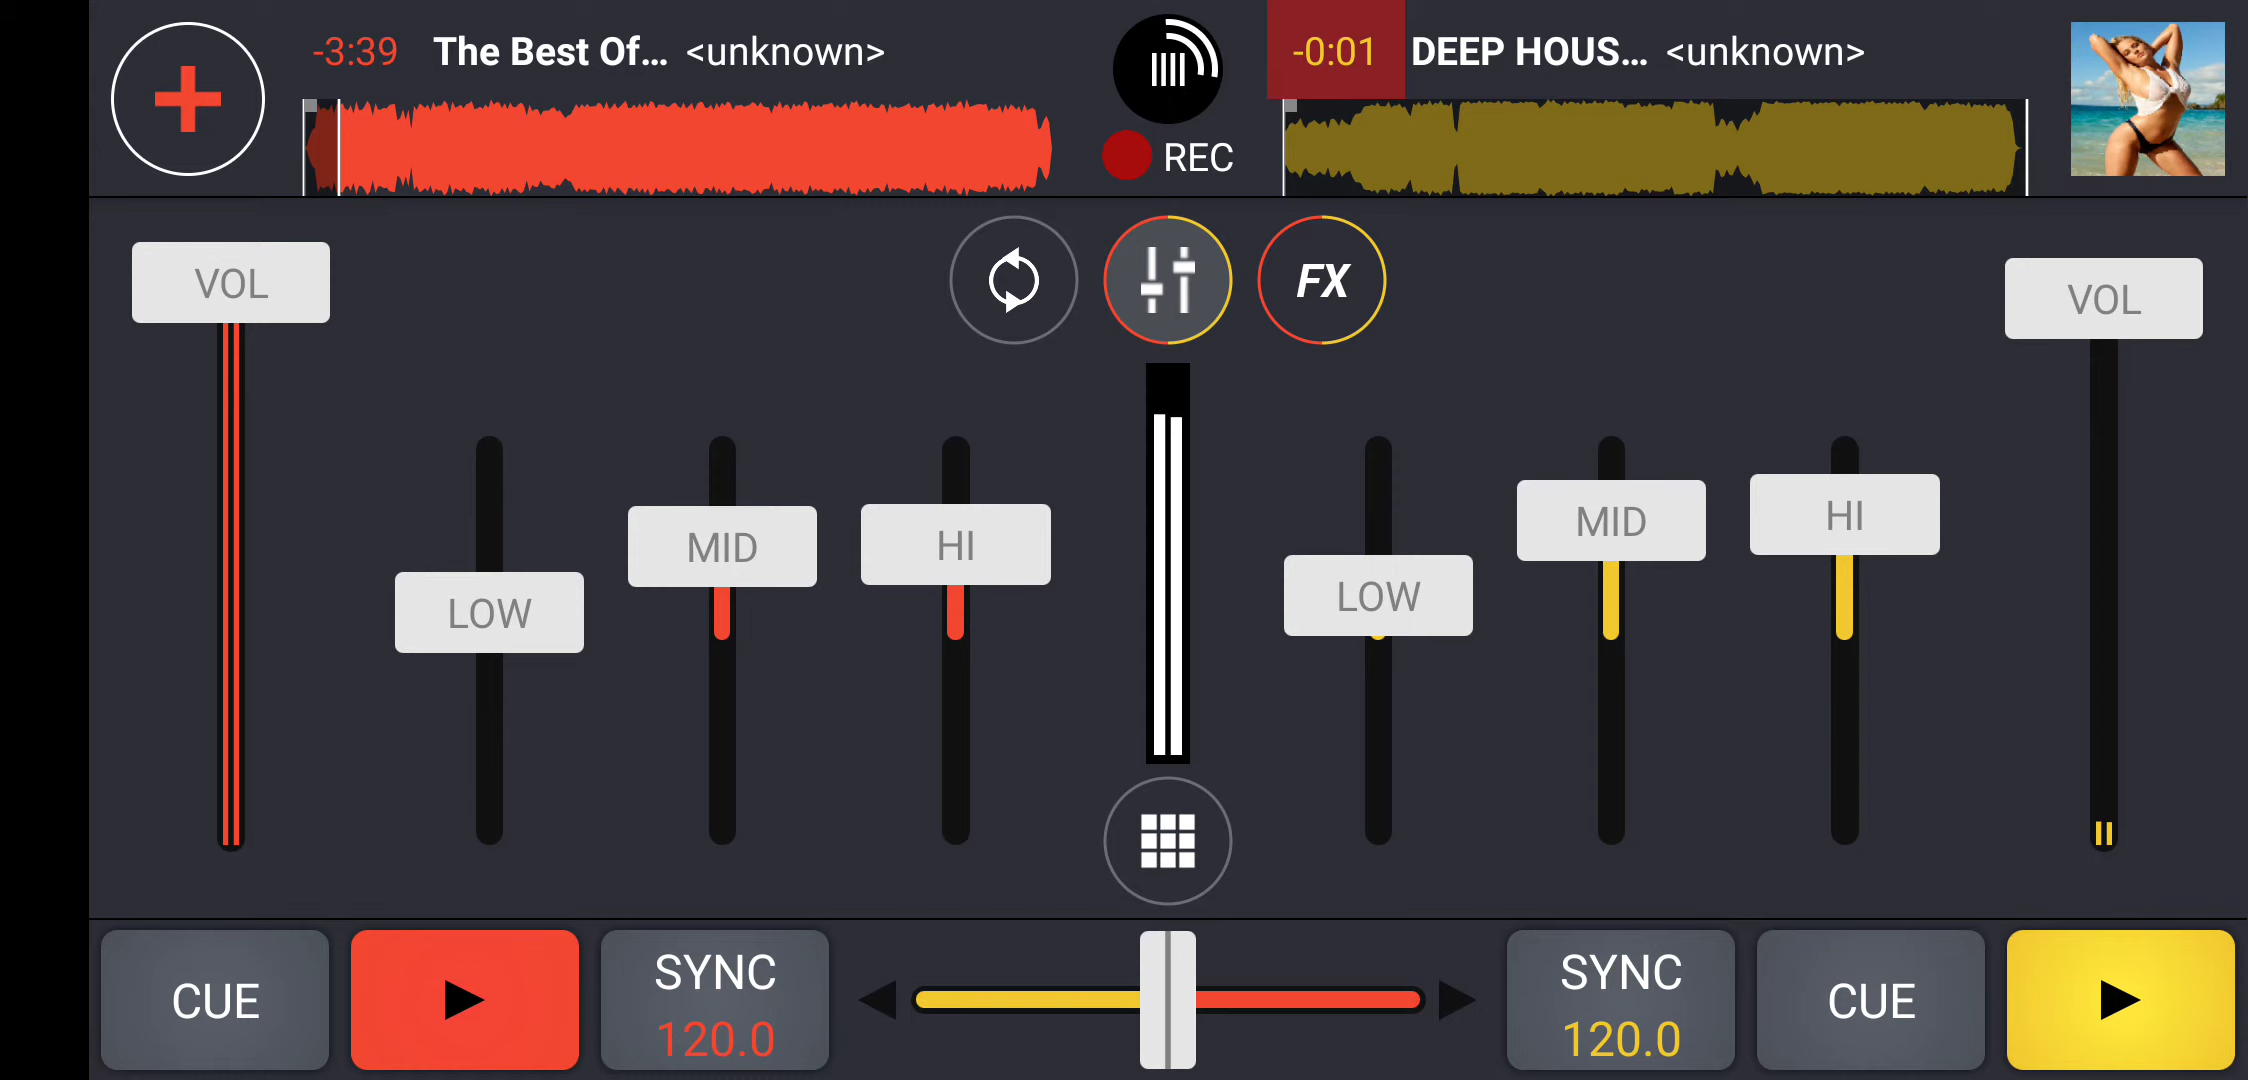 -3:39 The Best Of... <unknown>
-0:01 DEEP HOUS... <unknown>
REC
FX
VOL
VOL
LOW
MID
HI
LOW
MID
HI
CUE
SYNC
120.0
SYNC
120.0
CUE